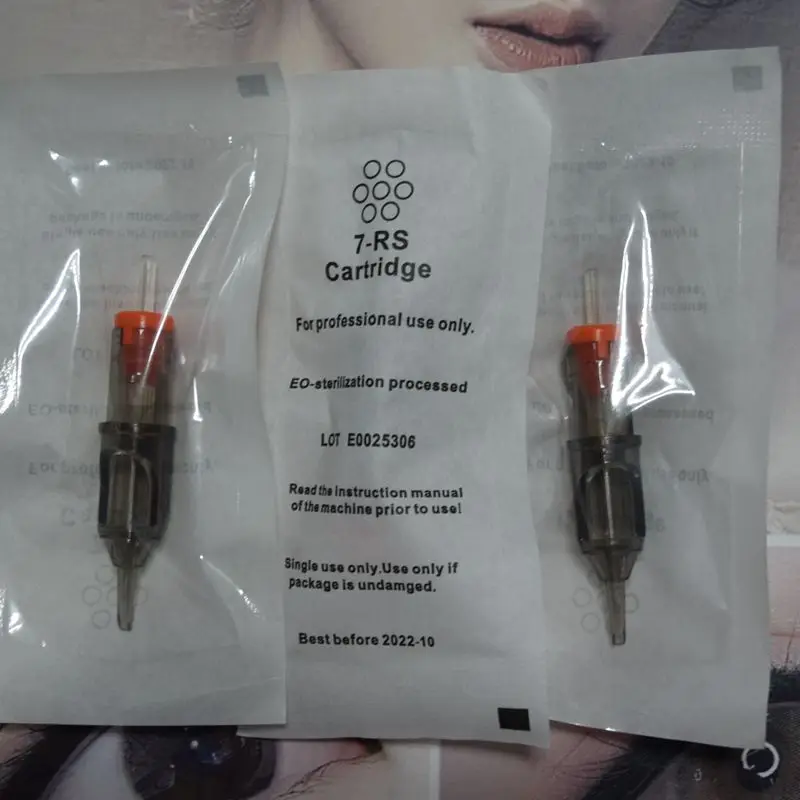 7-RS
Cartridge
For professional use only.
EO-sterilization processed
LOT E0025306
Read the instruction manual
of the machine prior to use!
Single use only.Use only if
package is undamged.
Best before 2022-10